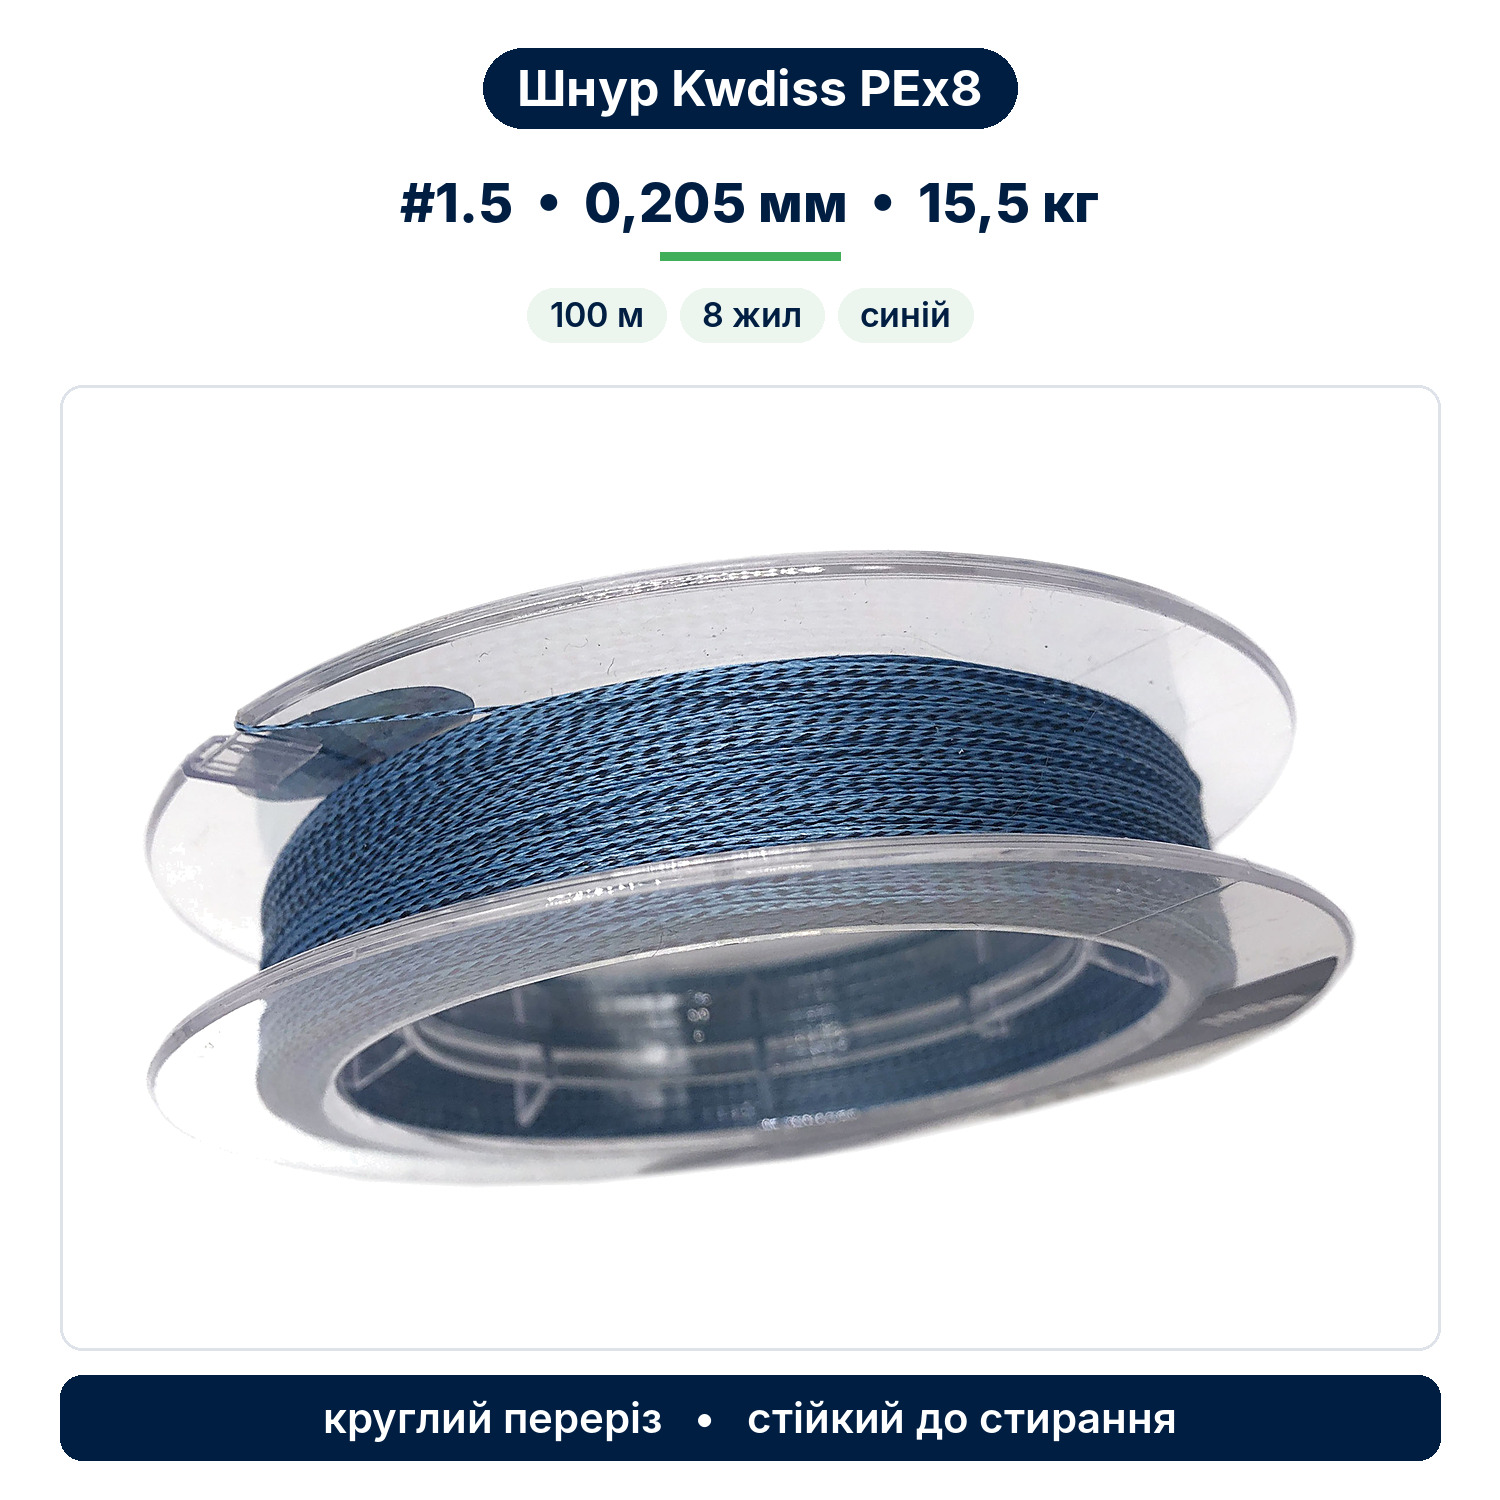 Шнур Kwdiss PEx8
#1.5 • 0,205 мм • 15,5 кг
100 м 8 жил синій
круглий переріз • стійкий до стирання